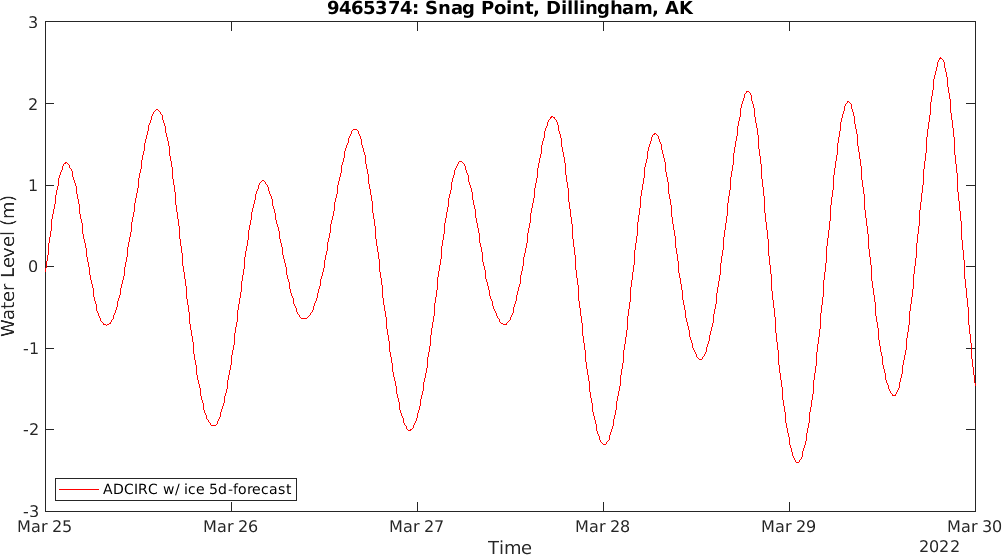 9465374: Snag Point, Dillingham, AK
3
2
1
0
-1
-2
-3
Water Level (m)
ADCIRC w/ ice 5d-forecast
Mar 25
Mar 26
Mar 27
Mar 28
Mar 29
Mar 30
Time
2022